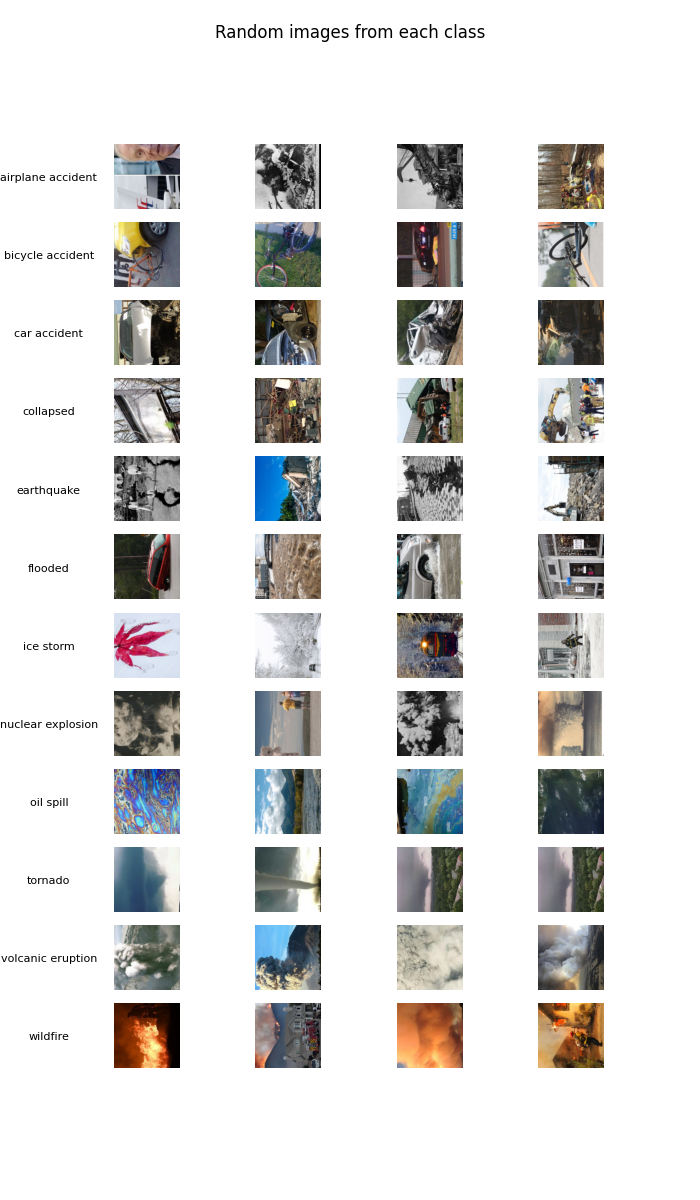 Random images from each class
airplane accident
bicycle accident
car accident
collapsed
earthquake
flooded
ice storm
nuclear explosion
oil spill
tornado
volcanic eruption
wildfire